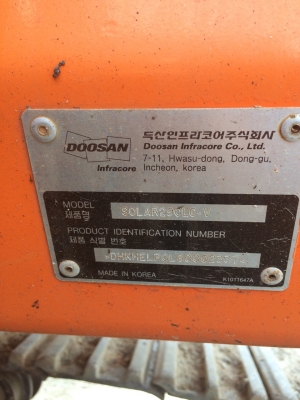 DOOSAN
Infracore
두산인프라코어주식회사
Doosan Infracore Co., Ltd.
7-11, Hwasu-dong, Dong-gu,
Incheon, korea
MODEL
제품명
SOLAR250LC-V
PRODUCT IDENTIFICATION NUMBER
제품 식별 번호
MADE IN KOREA
K1017647A